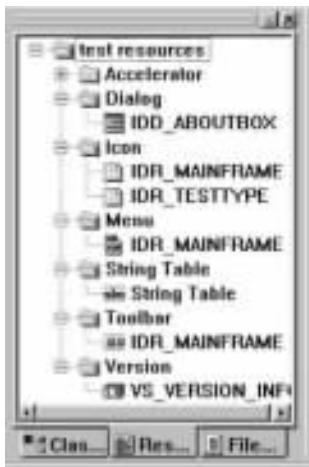 test resources
Accelerator
Dialog
IDD_ABOUTBOX
Icon
IDR_MAINFRAME
IDR_TESTTYPE
Menu
IDR_MAINFRAME
String Table
String Table
Toolbar
IDR_MAINFRAME
Version
VS_VERSION_INF
Clas... Res... File...